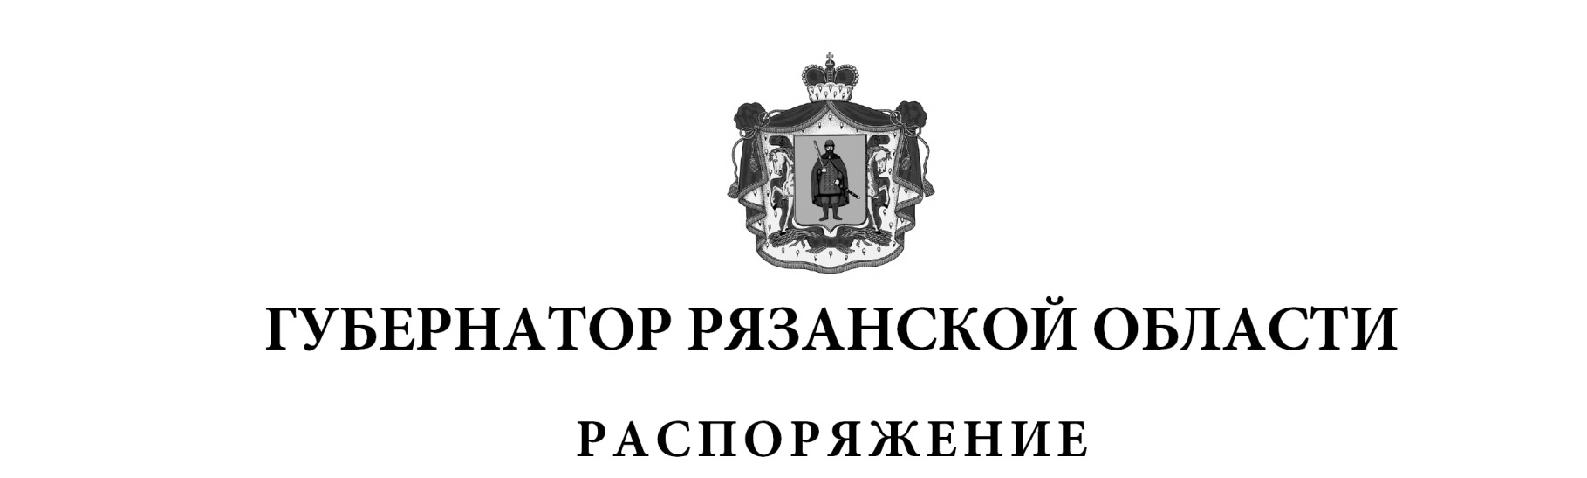 ГУБЕРНАТОР РЯЗАНСКОЙ ОБЛАСТИ
РАСПОРЯЖЕНИЕ